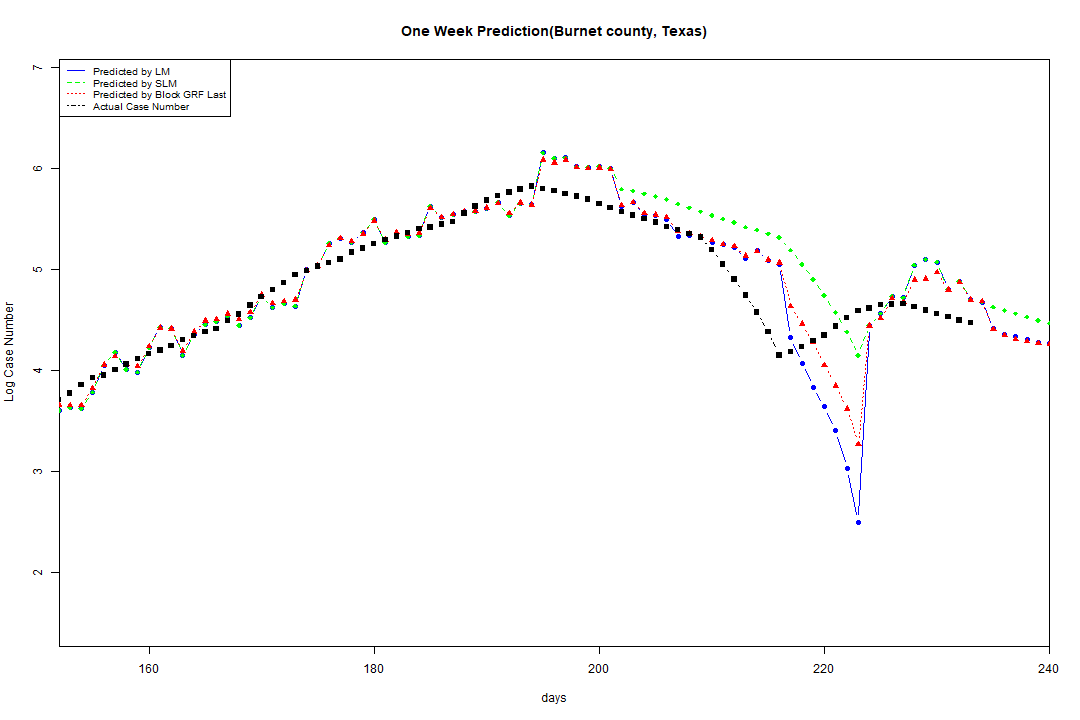 One Week Prediction(Burnet county, Texas)
Predicted by LM
Predicted by SLM
Predicted by Block GRF Last
Actual Case Number
7
6
5
4
3
2
Log Case Number
160 180 200 220 240
days